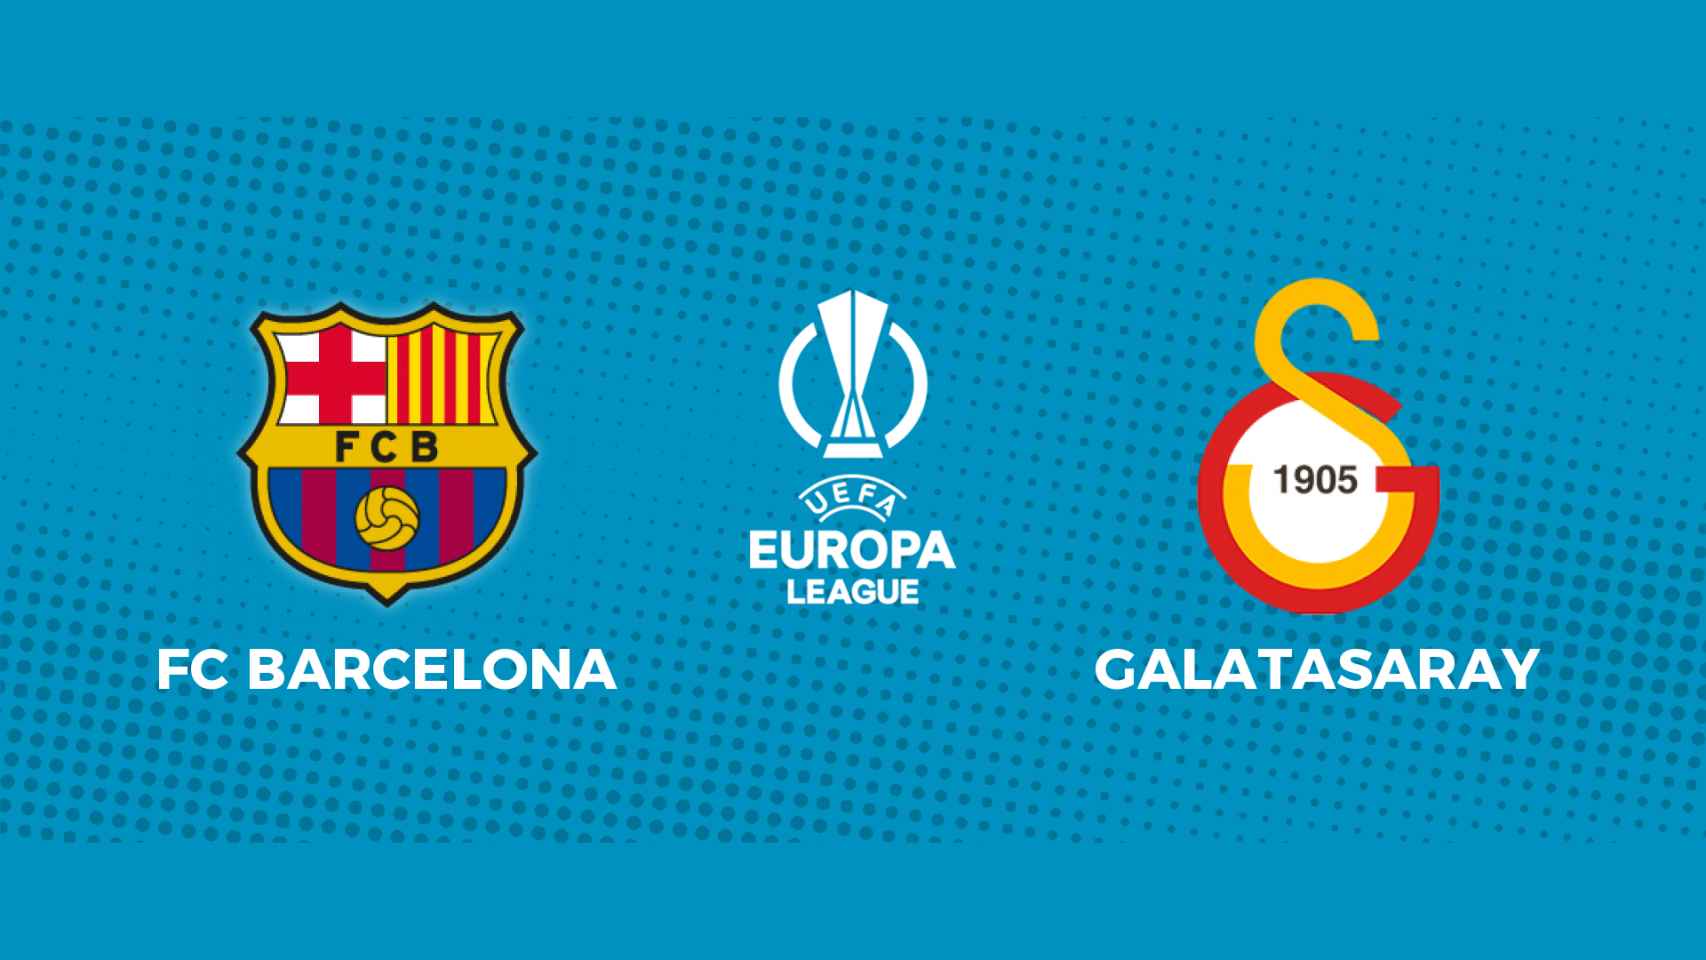 FCB
FC BARCELONA
UEFA
EUROPA
LEAGUE
1905
GALATASARAY